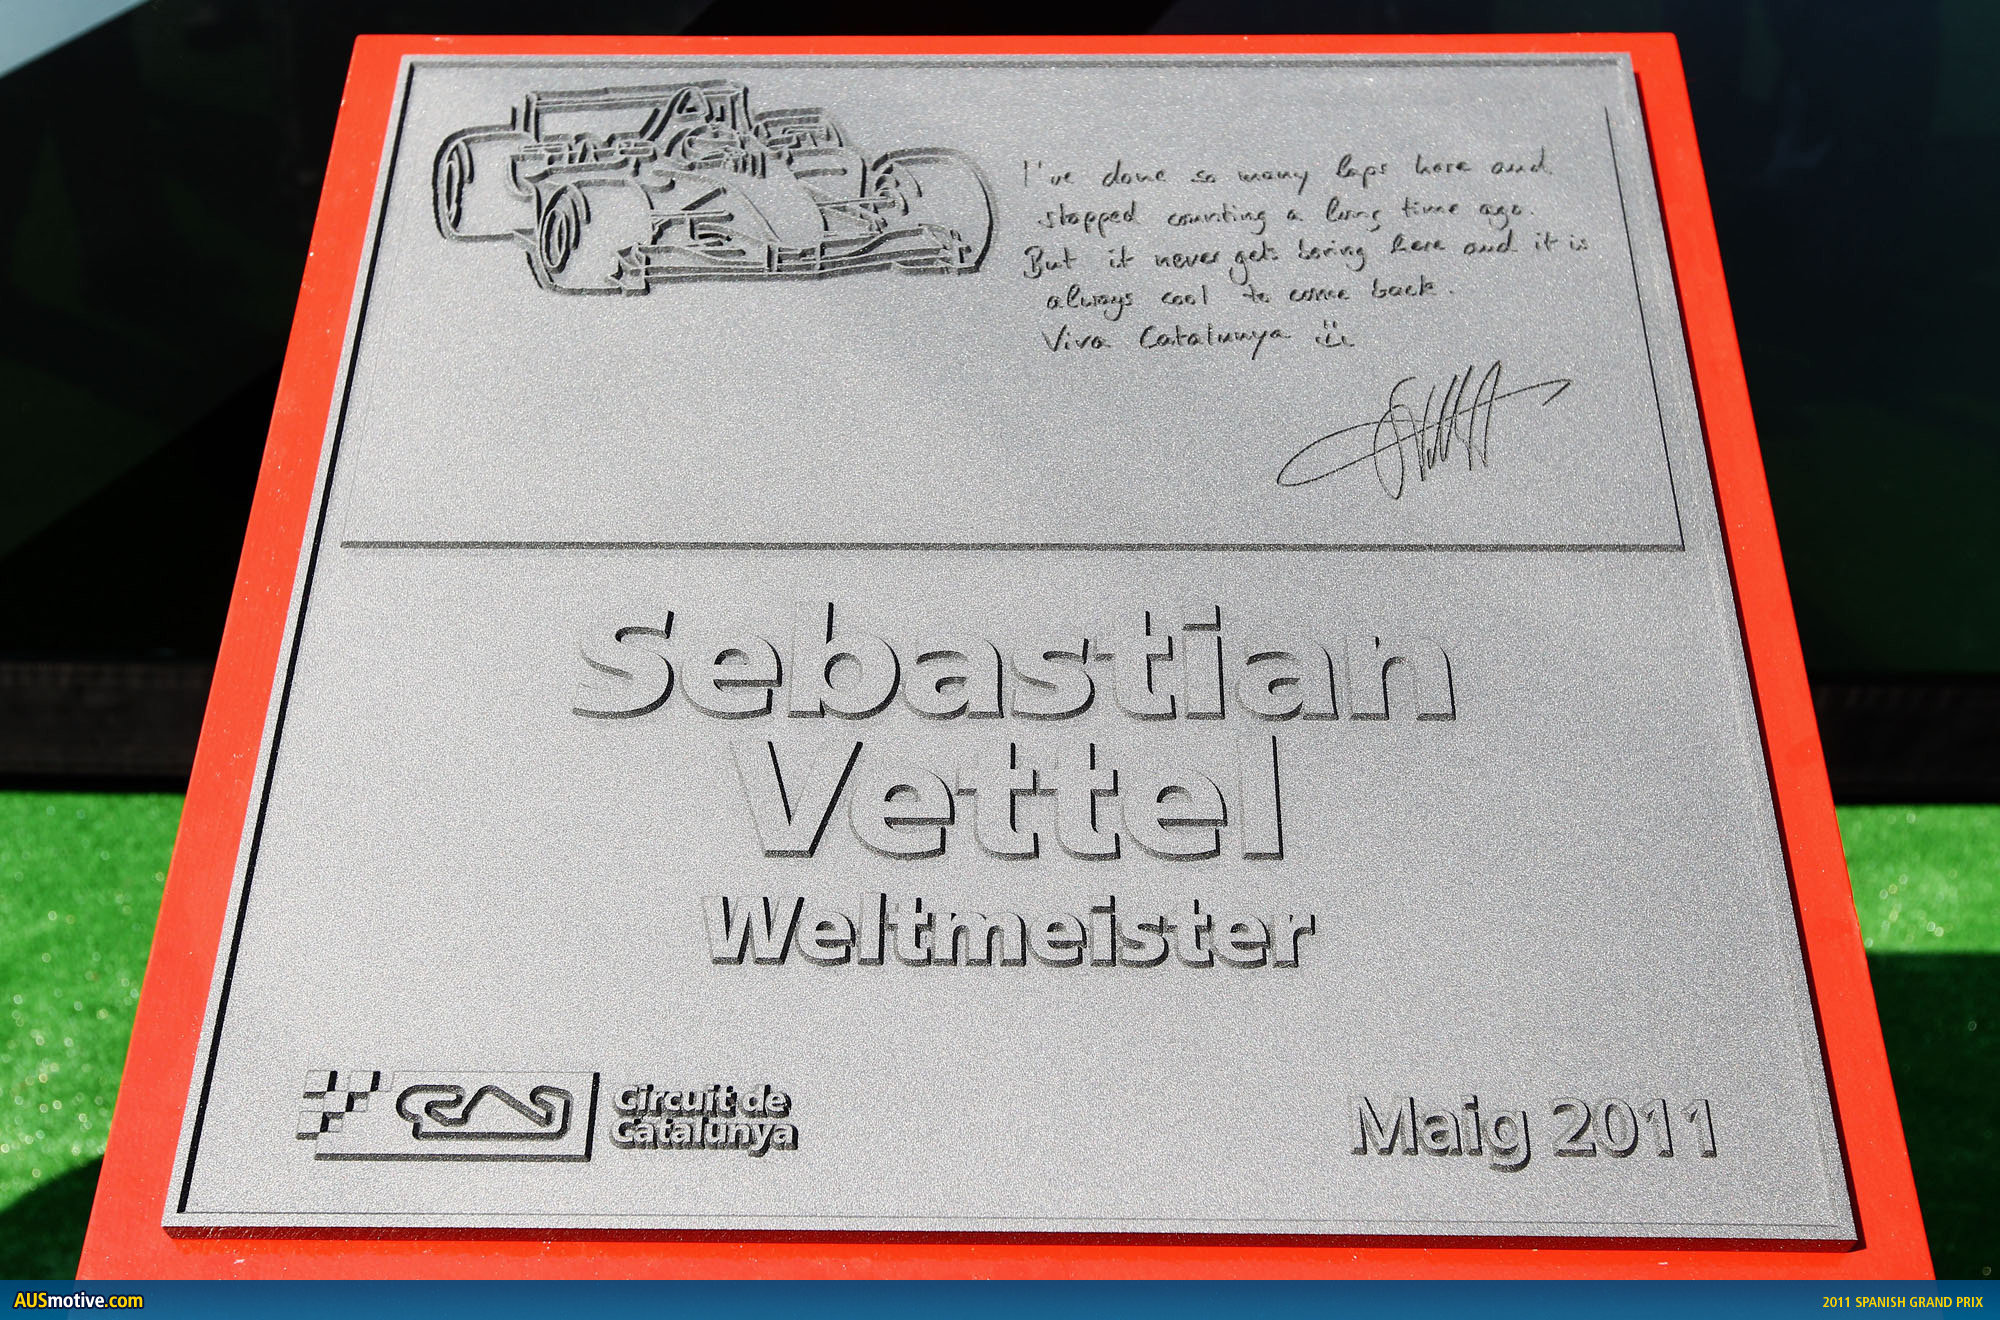 I've done so many laps here and
stopped counting a long time ago.
But it never gets boring here and it is
always cool to come back.
Viva Catalunya
Sebastian
Vettel
Weltmeister
Circuit de
Catalunya
Maig 2011
AUSmotive.com
2011 SPANISH GRAND PRIX